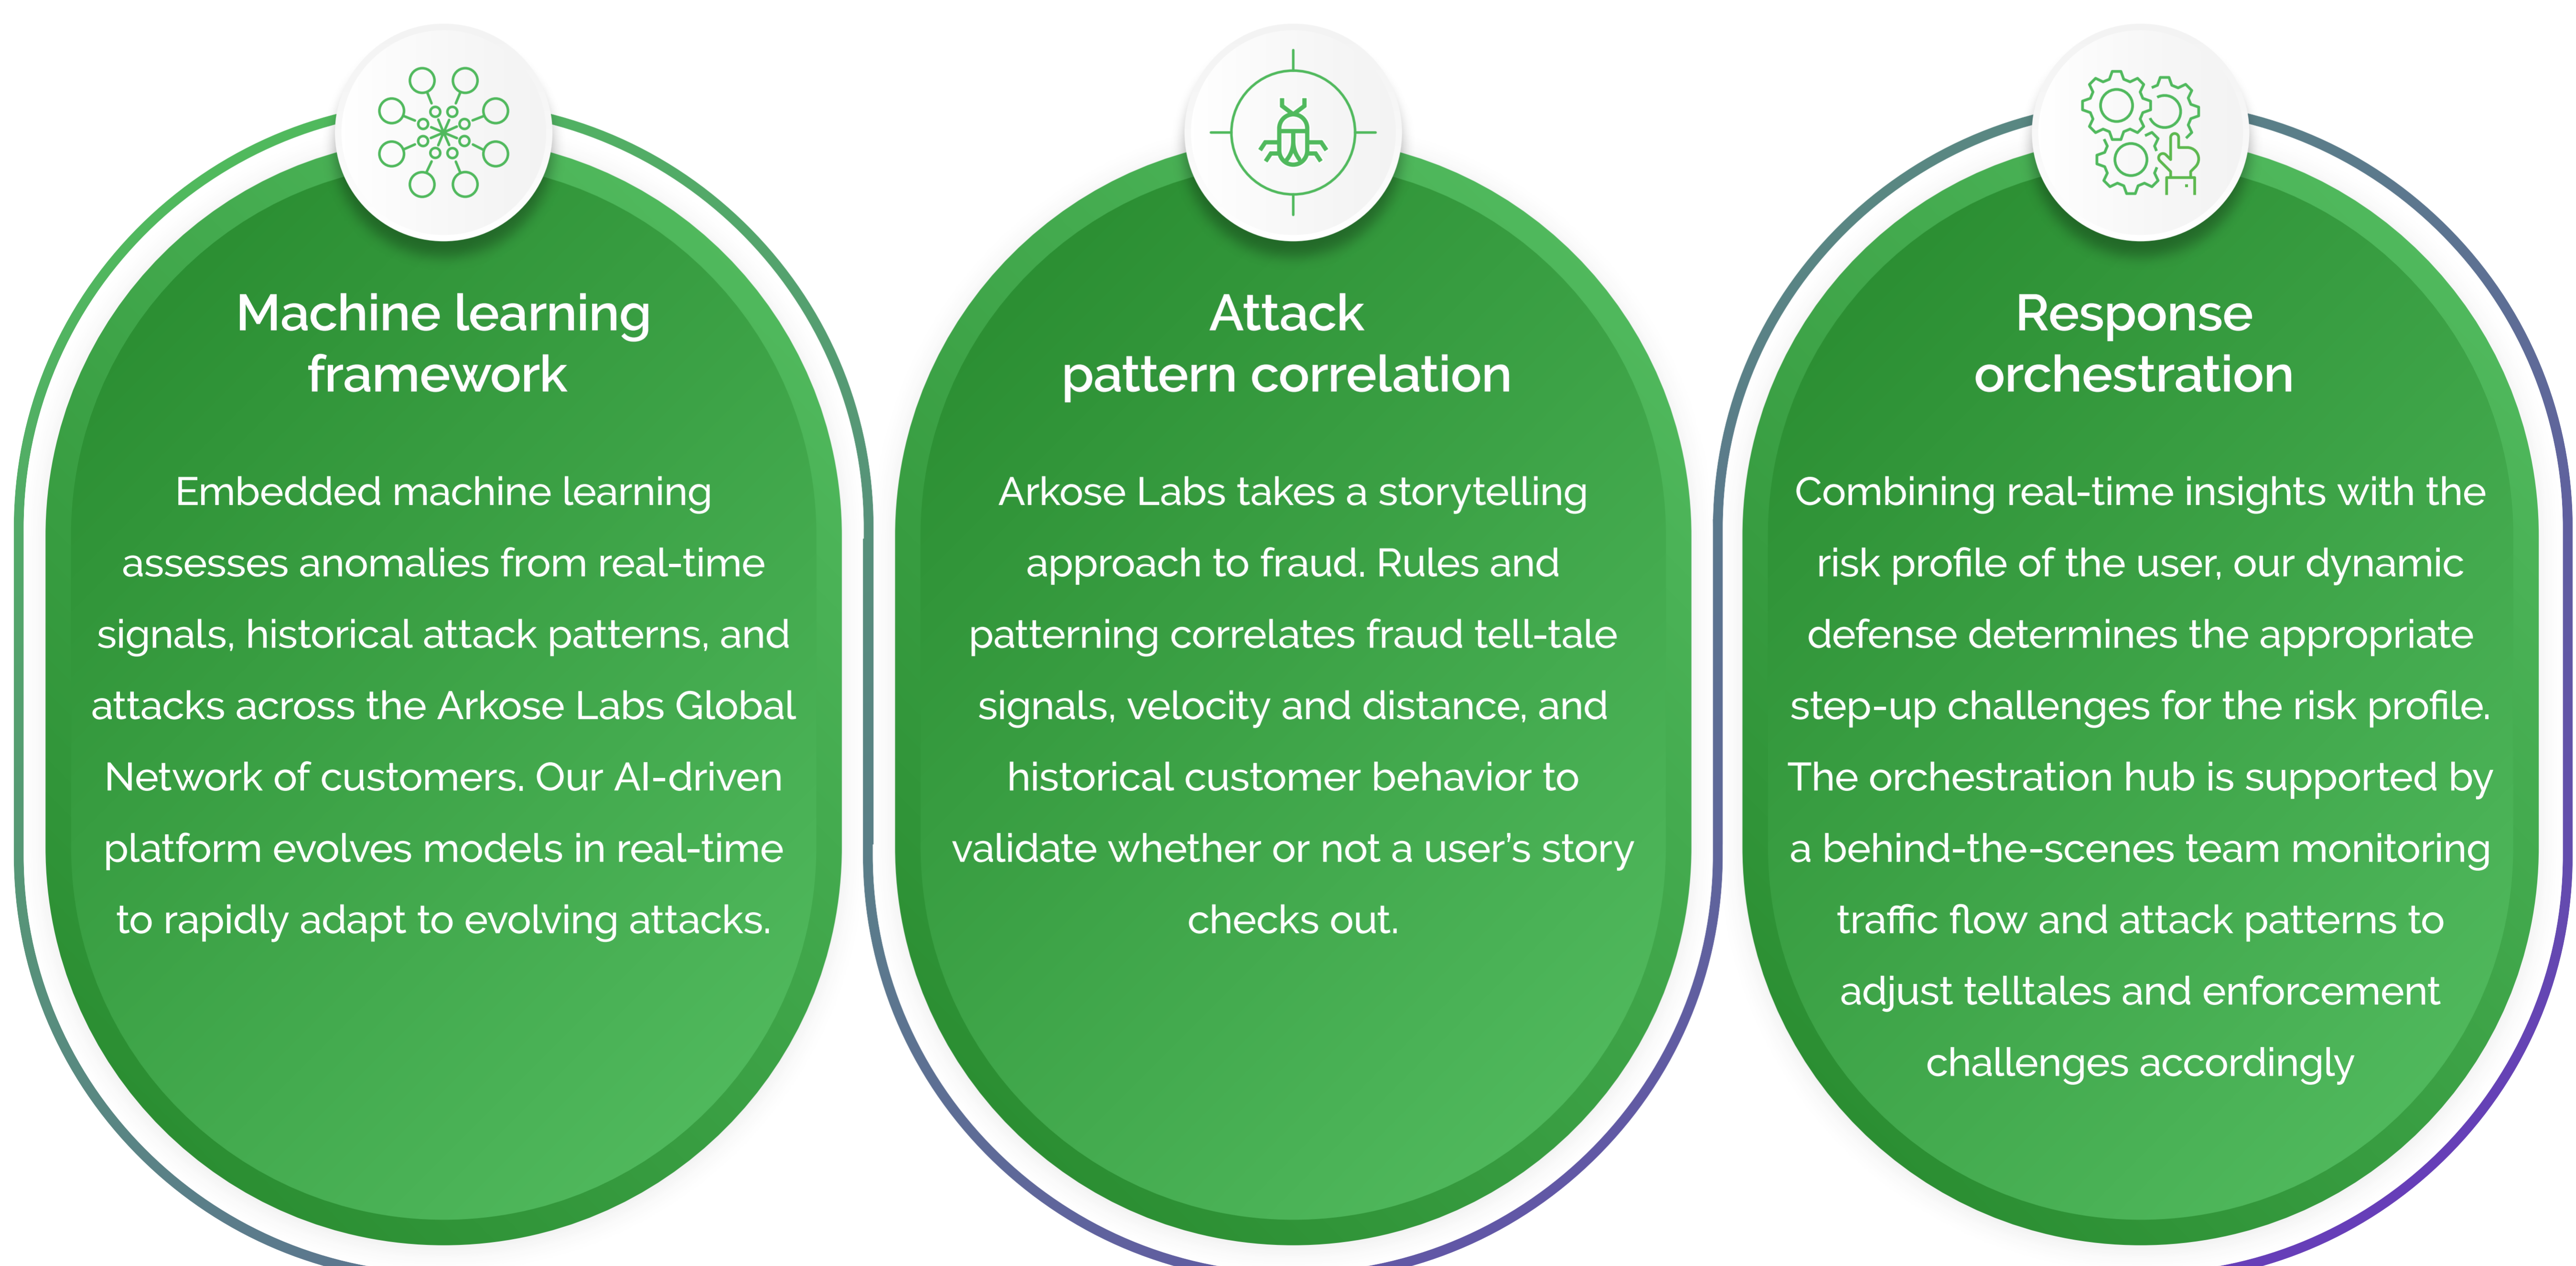 Machine learning
framework
Embedded machine learning
assesses anomalies from real-time
signals, historical attack patterns, and
attacks across the Arkose Labs Global
Network of customers. Our AI-driven
platform evolves models in real-time
to rapidly adapt to evolving attacks.
Attack
pattern correlation
Arkose Labs takes a storytelling
approach to fraud. Rules and
patterning correlates fraud tell-tale
signals, velocity and distance, and
historical customer behavior to
validate whether or not a user’s story
checks out.
Response
orchestration
Combining real-time insights with the
risk profile of the user, our dynamic
defense determines the appropriate
step-up challenges for the risk profile.
The orchestration hub is supported by
a behind-the-scenes team monitoring
traffic flow and attack patterns to
adjust telltales and enforcement
challenges accordingly